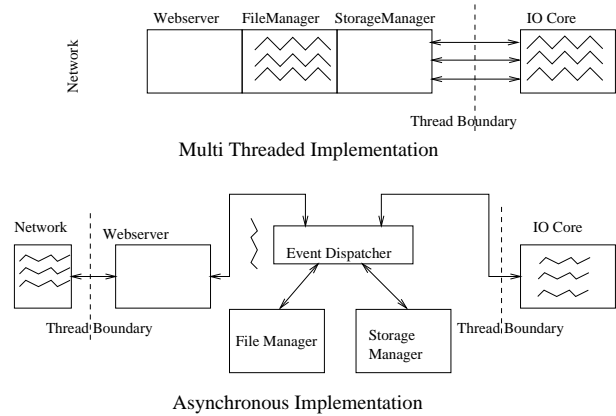 Webserver FileManager StorageManager IO Core
Network
Thread Boundary
Multi Threaded Implementation
Network Webserver IO Core
Event Dispatcher
Thread Boundary Thread Boundary
File Manager Storage
Manager
Asynchronous Implementation